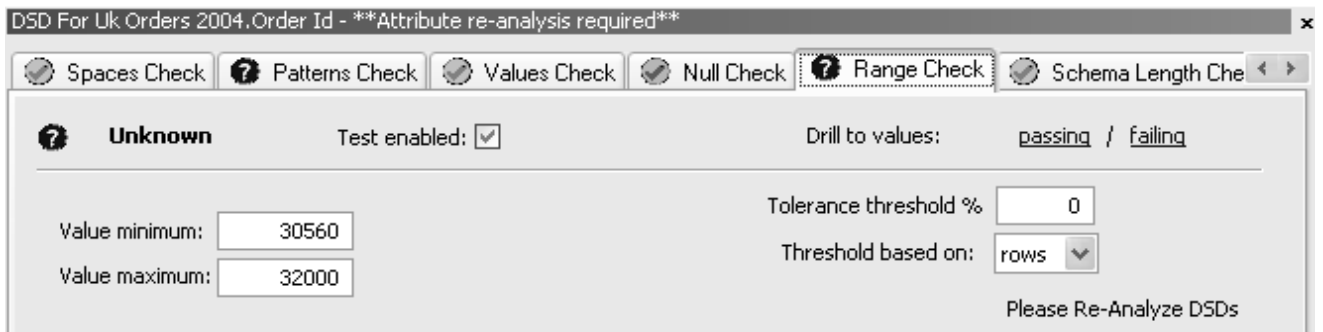 DSD For Uk Orders 2004.Order Id - **Attribute re-analysis required**
Spaces Check Patterns Check Values Check Null Check Range Check Schema Length Che
Unknown Test enabled: Drill to values: passing / failing
Tolerance threshold % 0
Value minimum: 30560
Threshold based on: rows
Value maximum: 32000
Please Re-Analyze DSDs